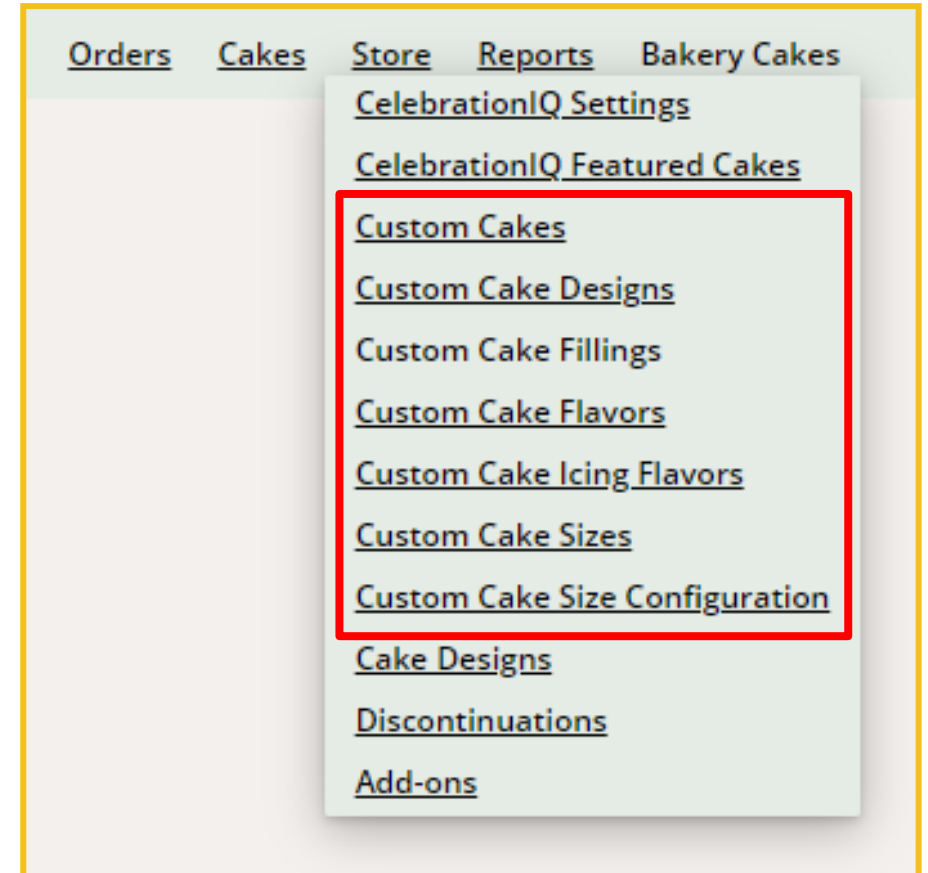 Orders Cakes Store Reports Bakery Cakes
CelebrationIQ Settings
CelebrationIQ Featured Cakes
Custom Cakes
Custom Cake Designs
Custom Cake Fillings
Custom Cake Flavors
Custom Cake Icing Flavors
Custom Cake Sizes
Custom Cake Size Configuration
Cake Designs
Discontinuations
Add-ons